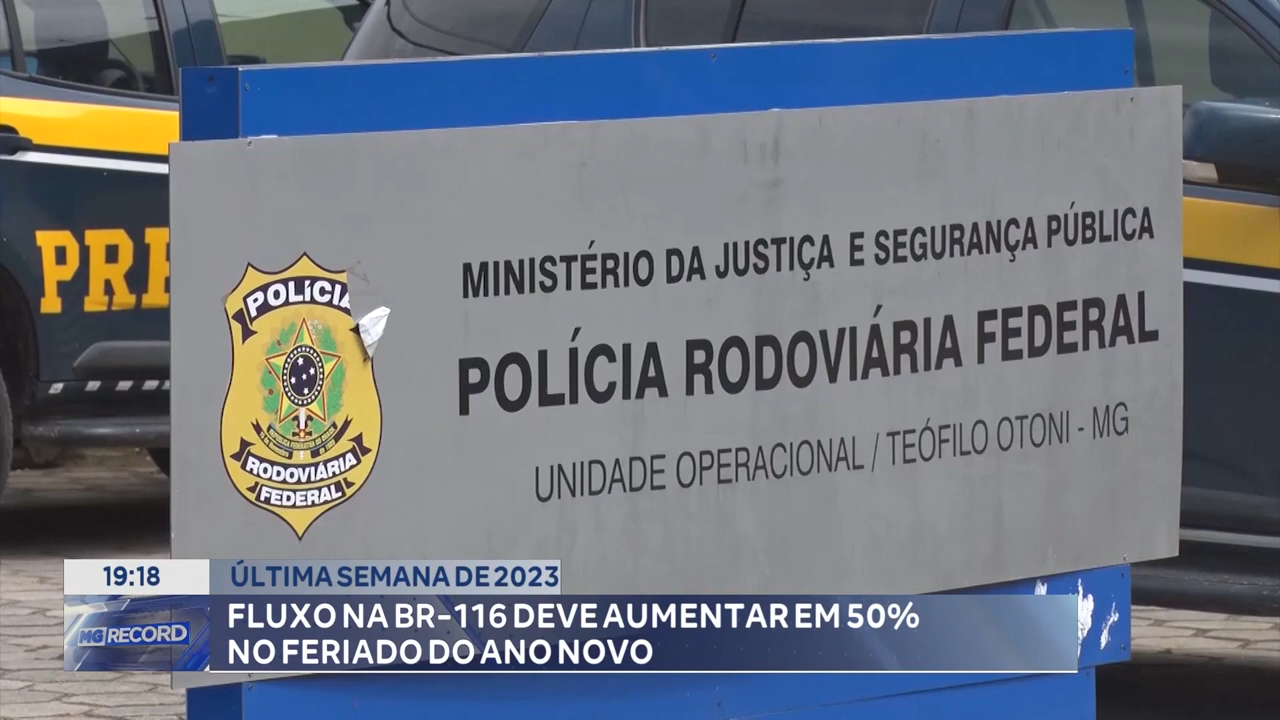 PRF
MINISTÉRIO DA JUSTIÇA E SEGURANÇA PÚBLICA
POLÍCIA RODOVIÁRIA FEDERAL
UNIDADE OPERACIONAL / TEÓFILO OTONI - MG
POLÍCIA
RODOVIÁRIA
FEDERAL
19:18
ÚLTIMA SEMANA DE 2023
MG RECORD
FLUXO NA BR-116 DEVE AUMENTAR EM 50%
NO FERIADO DO ANO NOVO